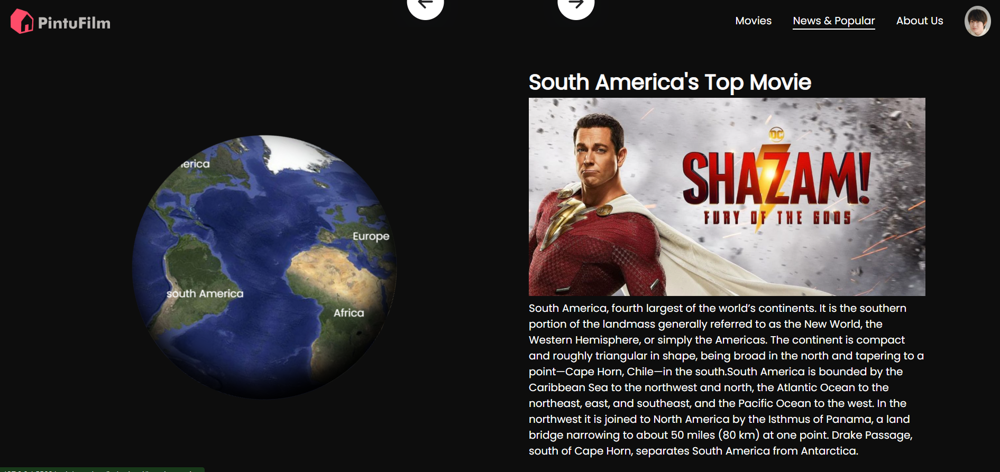 PintuFilm
Movies
News & Popular
About Us
South America's Top Movie
DC
SHAZAM!
FURY OF THE GODS
erica
Europe
south America
Africa
South America, fourth largest of the world’s continents. It is the southern
portion of the landmass generally referred to as the New World, the
Western Hemisphere, or simply the Americas. The continent is compact
and roughly triangular in shape, being broad in the north and tapering to a
point—Cape Horn, Chile—in the south.South America is bounded by the
Caribbean Sea to the northwest and north, the Atlantic Ocean to the
northeast, east, and southeast, and the Pacific Ocean to the west. In the
northwest it is joined to North America by the Isthmus of Panama, a land
bridge narrowing to about 50 miles (80 km) at one point. Drake Passage,
south of Cape Horn, separates South America from Antarctica.